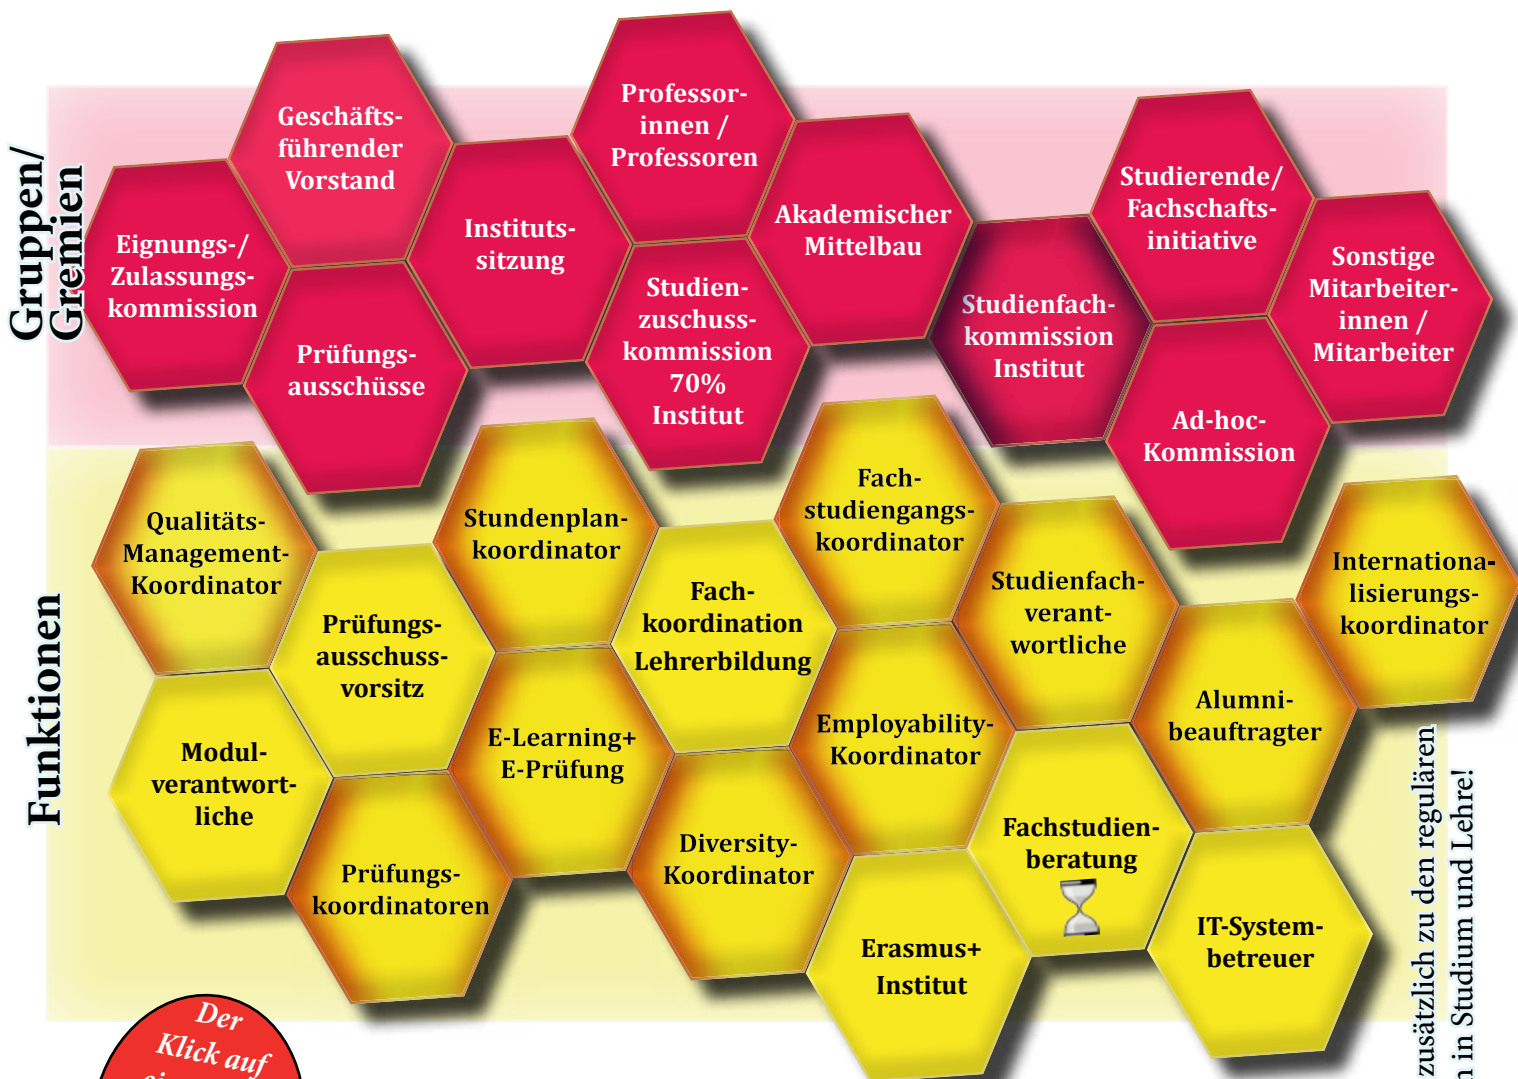 Gruppen/
Gremien
Geschäfts-
führender
Vorstand
Professor-
innen /
Professoren
Eignungs-/
Zulassungs-
kommission
Instituts-
sitzung
Akademischer
Mittelbau
Studierende/
Fachschafts-
initiative
Prüfungs-
ausschüsse
Studien-
zuschuss-
kommission
70%
Institut
Studienfach-
kommission
Institut
Sonstige
Mitarbeiter-
innen /
Mitarbeiter
Ad-hoc-
Kommission
Funktionen
Qualitäts-
Management-
Koordinator
Stundenplan-
koordinator
Fach-
studiengangs-
koordinator
Internationa-
lisierungs-
koordinator
Prüfungs-
ausschuss-
vorsitz
Fach-
koordination
Lehrerbildung
Studienfach-
verant-
wortliche
Modul-
verantwort-
liche
E-Learning+
E-Prüfung
Employability-
Koordinator
Alumni-
beauftragter
Prüfungs-
koordinatoren
Diversity-
Koordinator
Fachstudien-
beratung
Erasmus+
Institut
IT-System-
betreuer
zusätzlich zu den regulären
in Studium und Lehre!
Der
Klick auf